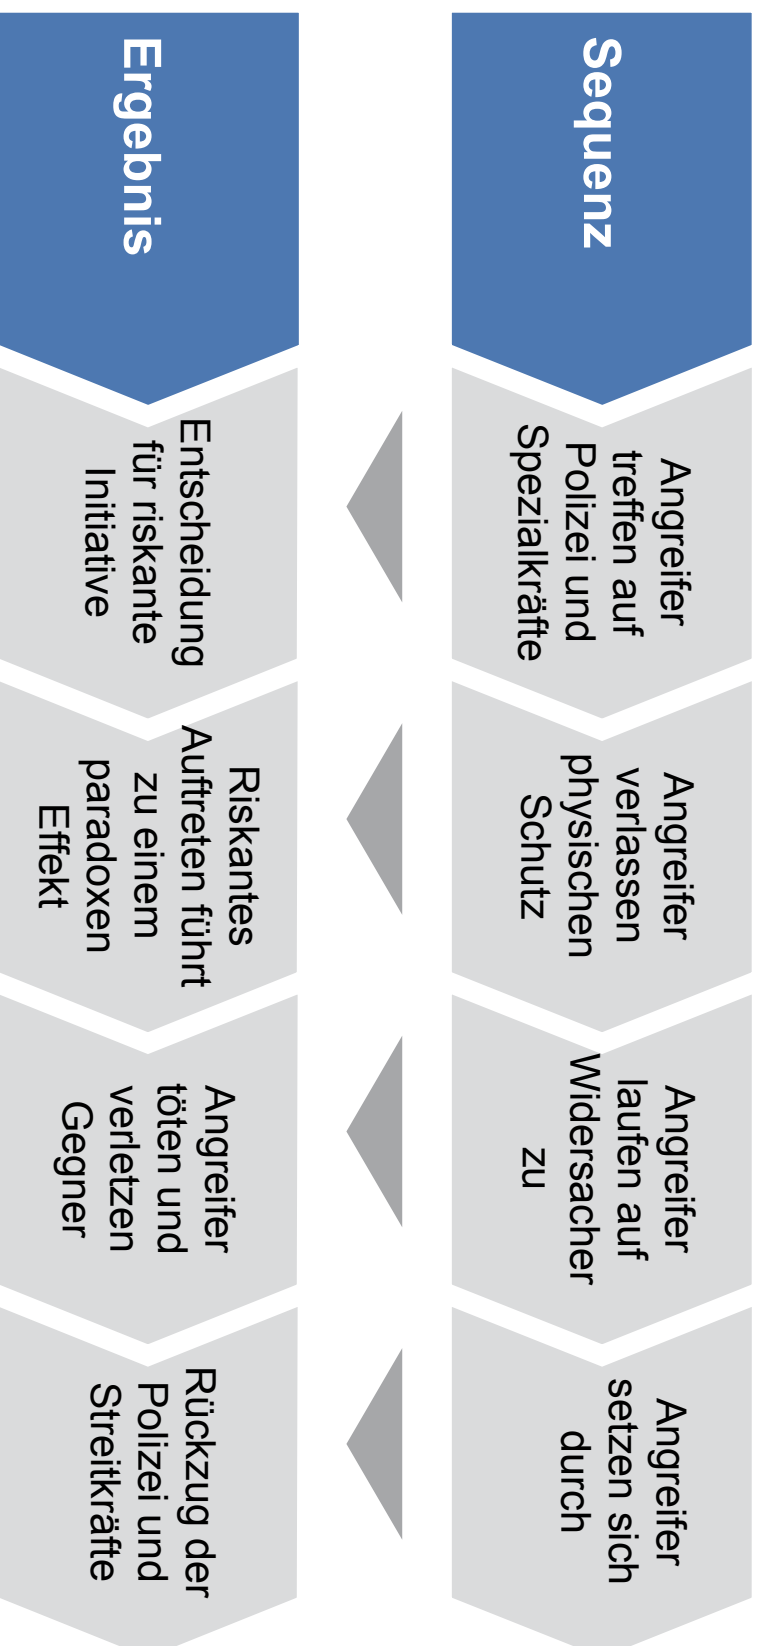 Sequenz
Angreifer
treffen auf
Polizei und
Spezialkräfte
Angreifer
verlassen
physischen
Schutz
Angreifer
laufen auf
Widersacher
zu
Angreifer
setzen sich
durch
Ergebnis
Entscheidung
für riskante
Initiative
Riskantes
Auftreten führt
zu einem
paradoxen
Effekt
Angreifer
töten und
verletzen
Gegner
Rückzug der
Polizei und
Streitkräfte